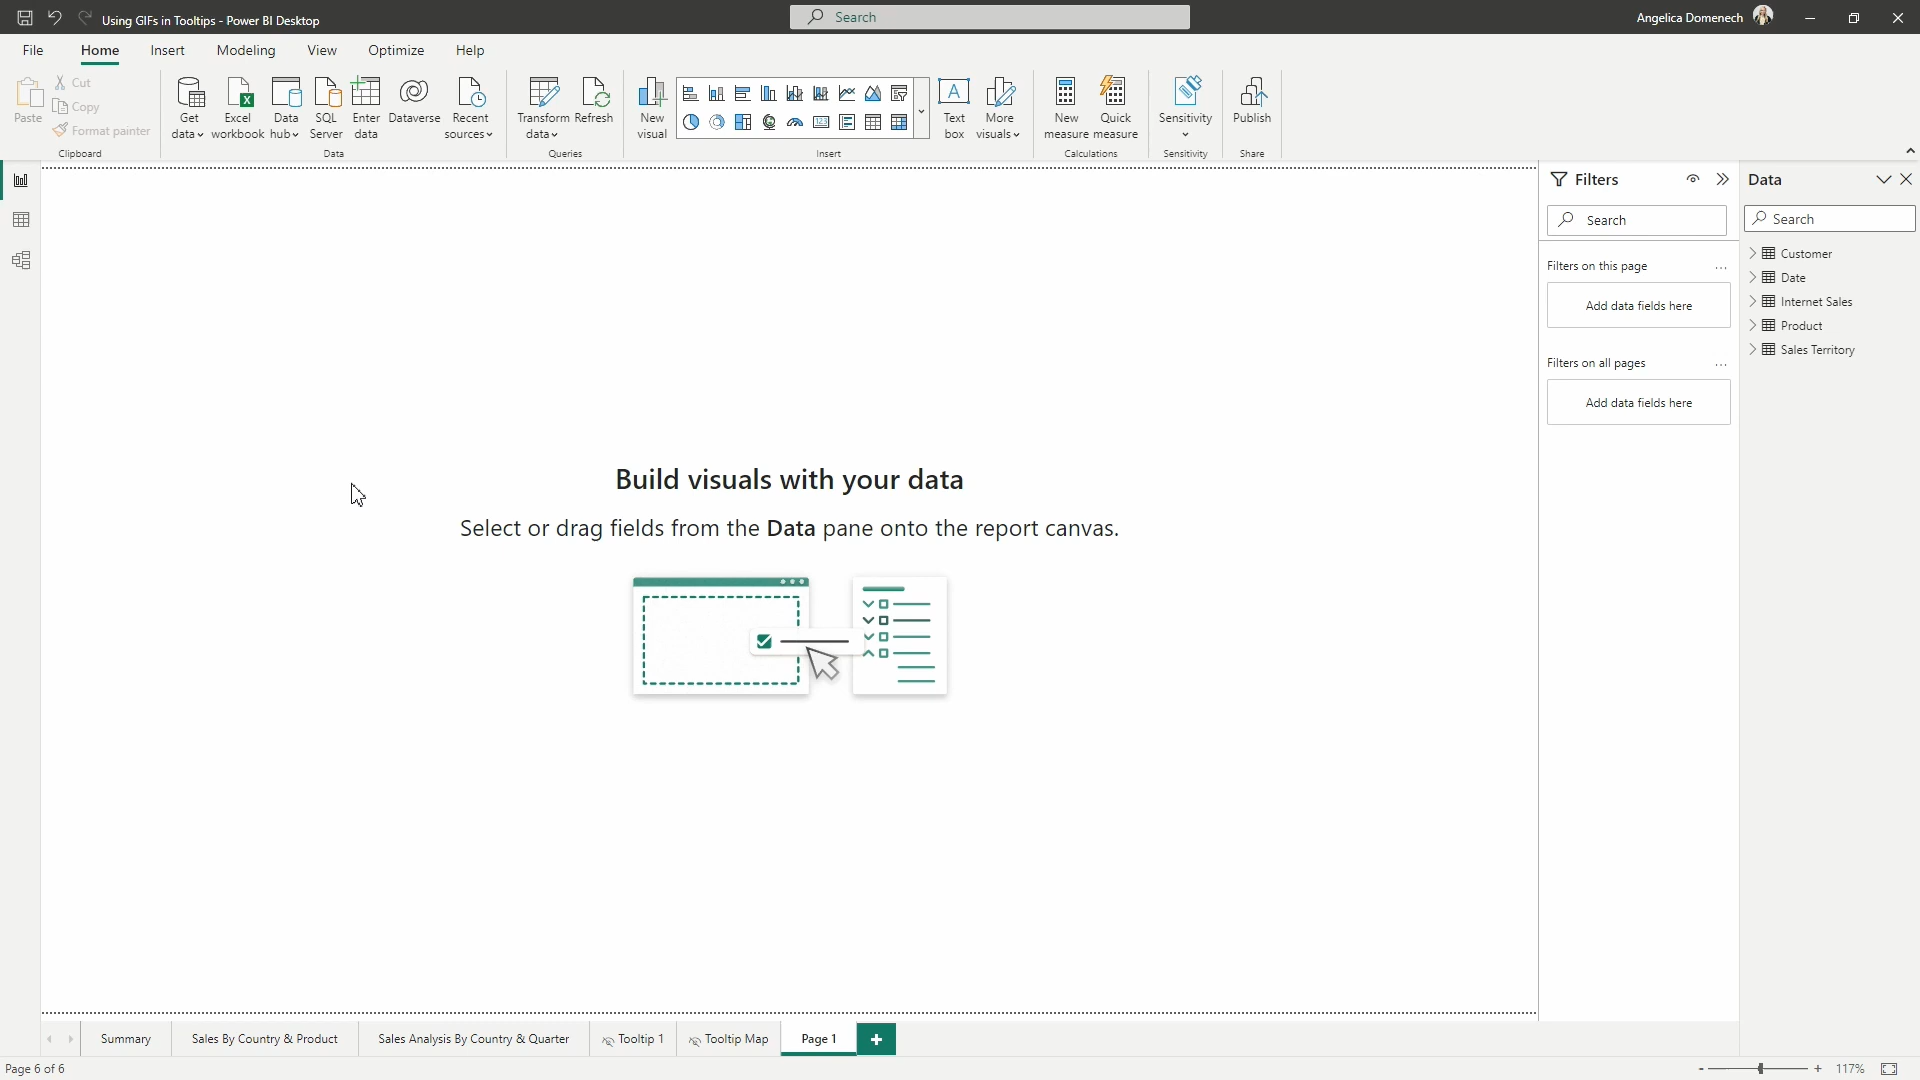 Using GIFs in Tooltips - Power BI Desktop
Search
Angelica Domenech
File Home Insert Modeling View Optimize Help
Paste
Cut
Copy
Format painter
Clipboard
Get data
Excel workbook
Data hub
SQL Server
Enter data
Dataverse
Recent sources
Data
Transform data
Refresh
Queries
New visual
Text box
More visuals
Insert
New measure
Quick measure
Calculations
Sensitivity
Sensitivity
Publish
Share
Filters
Search
Filters on this page
Add data fields here
Filters on all pages
Add data fields here
Data
Search
Customer
Date
Internet Sales
Product
Sales Territory
Build visuals with your data
Select or drag fields from the Data pane onto the report canvas.
Summary Sales By Country & Product Sales Analysis By Country & Quarter Tooltip 1 Tooltip Map Page 1 +
Page 6 of 6
- + 117%